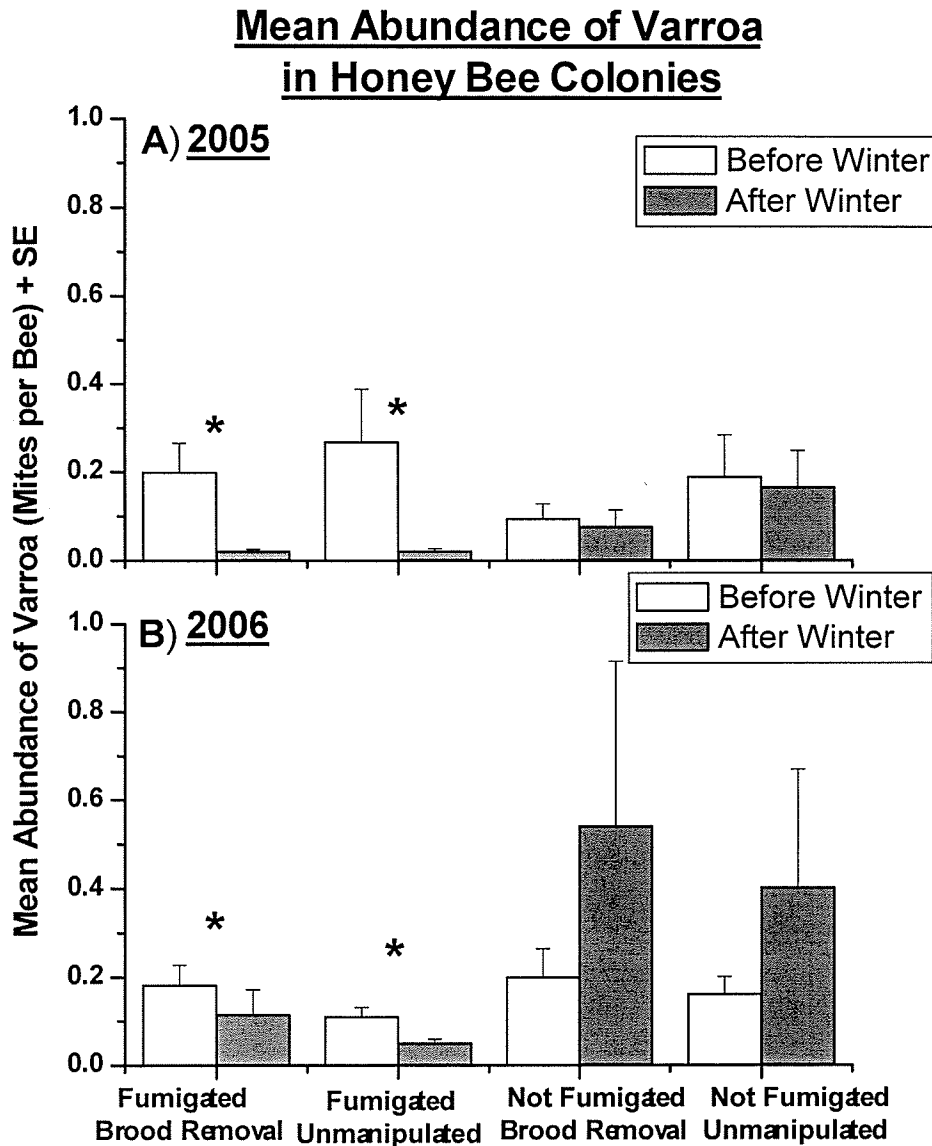 Mean Abundance of Varroa
in Honey Bee Colonies
Mean Abundance of Varroa (Mites per Bee) + SE
1.0
0.8
0.6
0.4
0.2
0.0
A) 2005
Before Winter
After Winter
*
*
1.0
0.8
0.6
0.4
0.2
0.0
B) 2006
Before Winter
After Winter
*
*
Fumigated
Brood Removal
Fumigated
Unmanipulated
Not Fumigated
Brood Removal
Not Fumigated
Unmanipulated